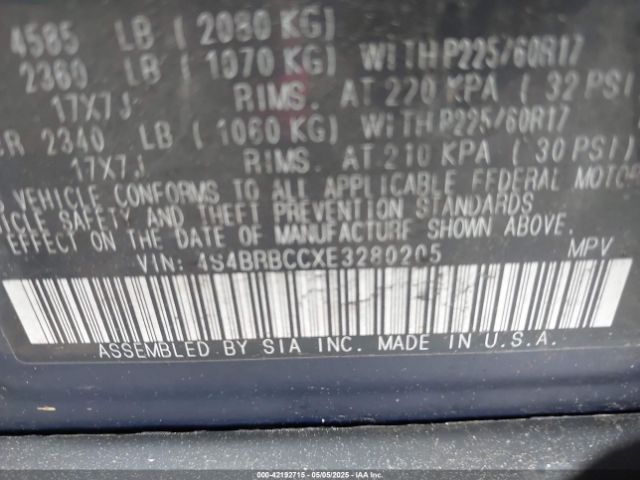 4585 LB ( 2080 KG)
2360 LB ( 1070 KG) WITH P225/60R17
17X7J RIMS. AT 220 KPA ( 32 PSI
2340 LB ( 1060 KG) WITH P225/60R17
17X7J RIMS. AT 210 KPA ( 30 PSI)
VEHICLE CONFORMS TO ALL APPLICABLE FEDERAL MOTOR
SAFETY AND THEFT PREVENTION STANDARDS
EFFECT ON THE DATE OF MANUFACTURE SHOWN ABOVE.
VIN: 4S4BRBCCXE3280205 MPV
ASSEMBLED BY SIA INC. MADE IN U.S.A.
000-42192715 - 05/05/2025 - IAAI.COM